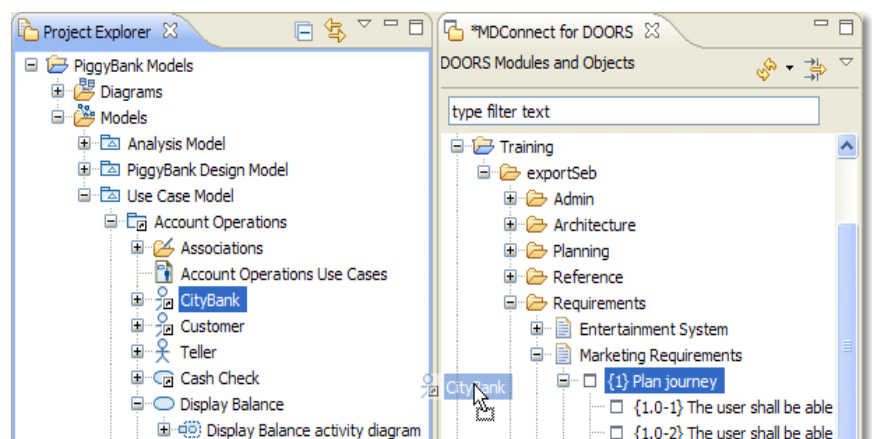 Project Explorer
PiggyBank Models
Diagrams
Models
Analysis Model
PiggyBank Design Model
Use Case Model
Account Operations
Associations
Account Operations Use Cases
CityBank
Customer
Teller
Cash Check
Display Balance
Display Balance activity diagram
*MDConnect for DOORS
DOORS Modules and Objects
type filter text
Training
exportSeb
Admin
Architecture
Planning
Reference
Requirements
Entertainment System
Marketing Requirements
{1} Plan journey
CityBank
{1.0-1} The user shall be able
{1.0-2} The user shall be able